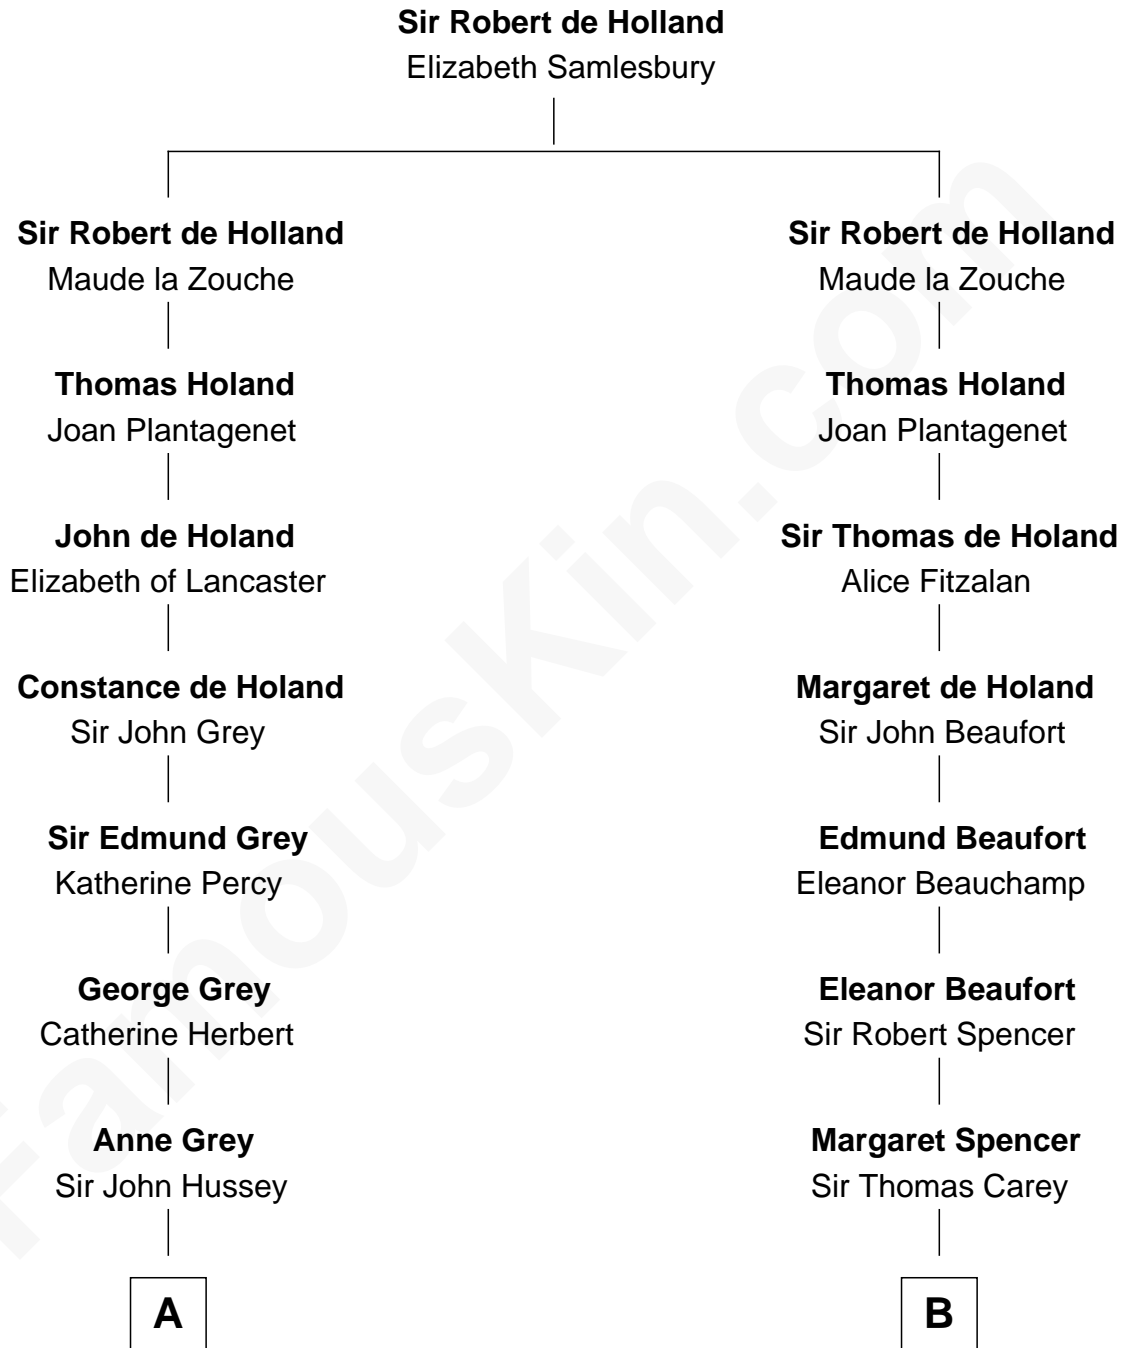 Sir Robert de Holland
Elizabeth Samlesbury
Sir Robert de Holland
Maude la Zouche
Thomas Holand
Joan Plantagenet
John de Holand
Elizabeth of Lancaster
Constance de Holand
Sir John Grey
Sir Edmund Grey
Katherine Percy
George Grey
Catherine Herbert
Anne Grey
Sir John Hussey
A
Sir Robert de Holland
Maude la Zouche
Thomas Holand
Joan Plantagenet
Sir Thomas de Holand
Alice Fitzalan
Margaret de Holand
Sir John Beaufort
Edmund Beaufort
Eleanor Beauchamp
Eleanor Beaufort
Sir Robert Spencer
Margaret Spencer
Sir Thomas Carey
B
FamousKin.com